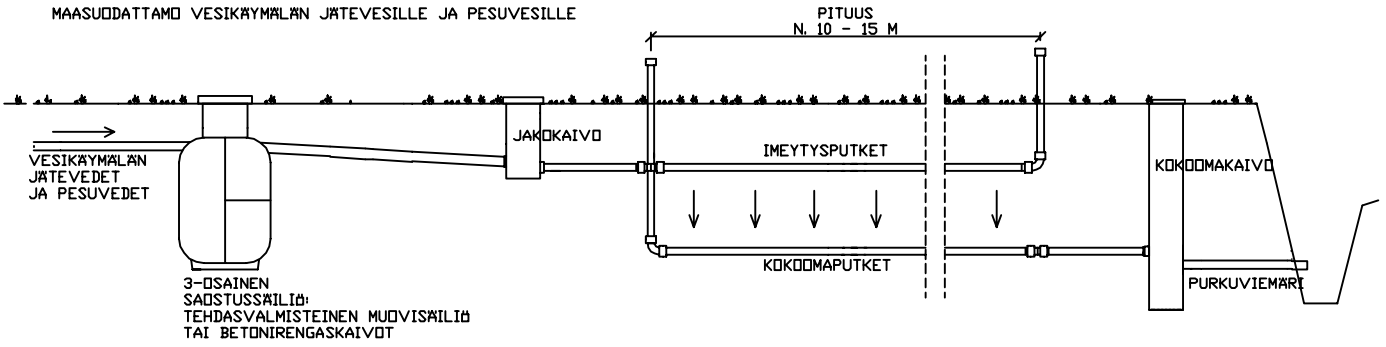 MAASUODATTAMO VESIKÄYMÄLÄN JÄTEVESILLE JA PESUVESILLE
PITUUS
N. 10 - 15 M
JAKOKAIVO
IMEYTYSPUTKET
VESIKÄYMÄLÄN
JÄTEVEDET
JA PESUVEDET
KOKOOMAKAIVO
KOKOOMAPUTKET
PURKUVIEMÄRI
3-OSAINEN
SAOSTUSSÄILIÖ:
TEHDASVALMISTEINEN MUOVISÄILIÖ
TAI BETONIRENGASKAIVOT